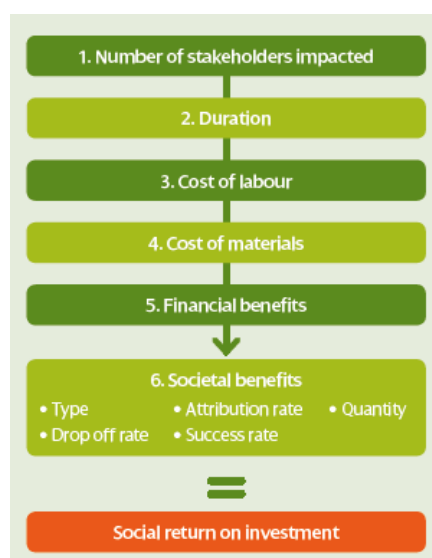 1. Number of stakeholders impacted
2. Duration
3. Cost of labour
4. Cost of materials
5. Financial benefits
6. Societal benefits
• Type • Attribution rate • Quantity
• Drop off rate • Success rate
=
Social return on investment